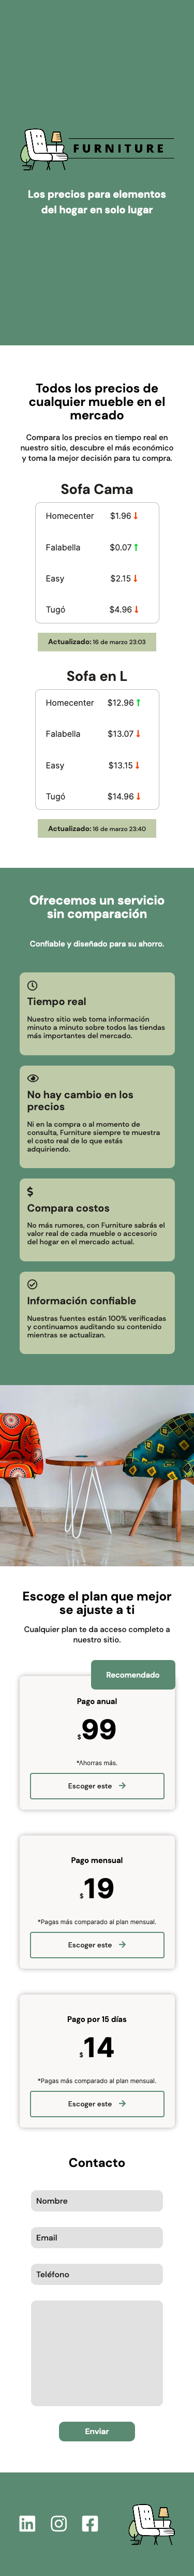 FURNITURE
Los precios para elementos
del hogar en solo lugar
Todos los precios de
cualquier mueble en el
mercado
Compara los precios en tiempo real en
nuestro sitio, descubre el más económico
y toma la mejor decisión para tu compra.
Sofa Cama
Homecenter $1.96
Falabella $0.07
Easy $2.15
Tugó $4.96
Actualizado: 16 de marzo 23:03
Sofa en L
Homecenter $12.96
Falabella $13.07
Easy $13.15
Tugó $14.96
Actualizado: 16 de marzo 23:40
Ofrecemos un servicio
sin comparación
Confiable y diseñado para su ahorro.
Tiempo real
Nuestro sitio web toma información
minuto a minuto sobre todos las tiendas
más importantes del mercado.
No hay cambio en los
precios
Ni en la compra o al momento de
consulta, Furniture siempre te muestra
el costo real de lo que estás
adquiriendo.
Compara costos
No más rumores, con Furniture sabrás el
valor real de cada mueble o accesorio
del hogar en el mercado actual.
Información confiable
Nuestras fuentes están 100% verificadas
y continuamos auditando su contenido
mientras se actualizan.
Escoge el plan que mejor
se ajuste a ti
Cualquier plan te da acceso completo a
nuestro sitio.
Recomendado
Pago anual
$99
*Ahorras más.
Escoger este
Pago mensual
$19
*Pagas más comparado al plan mensual.
Escoger este
Pago por 15 días
$14
*Pagas más comparado al plan mensual.
Escoger este
Contacto
Nombre
Email
Teléfono
Enviar